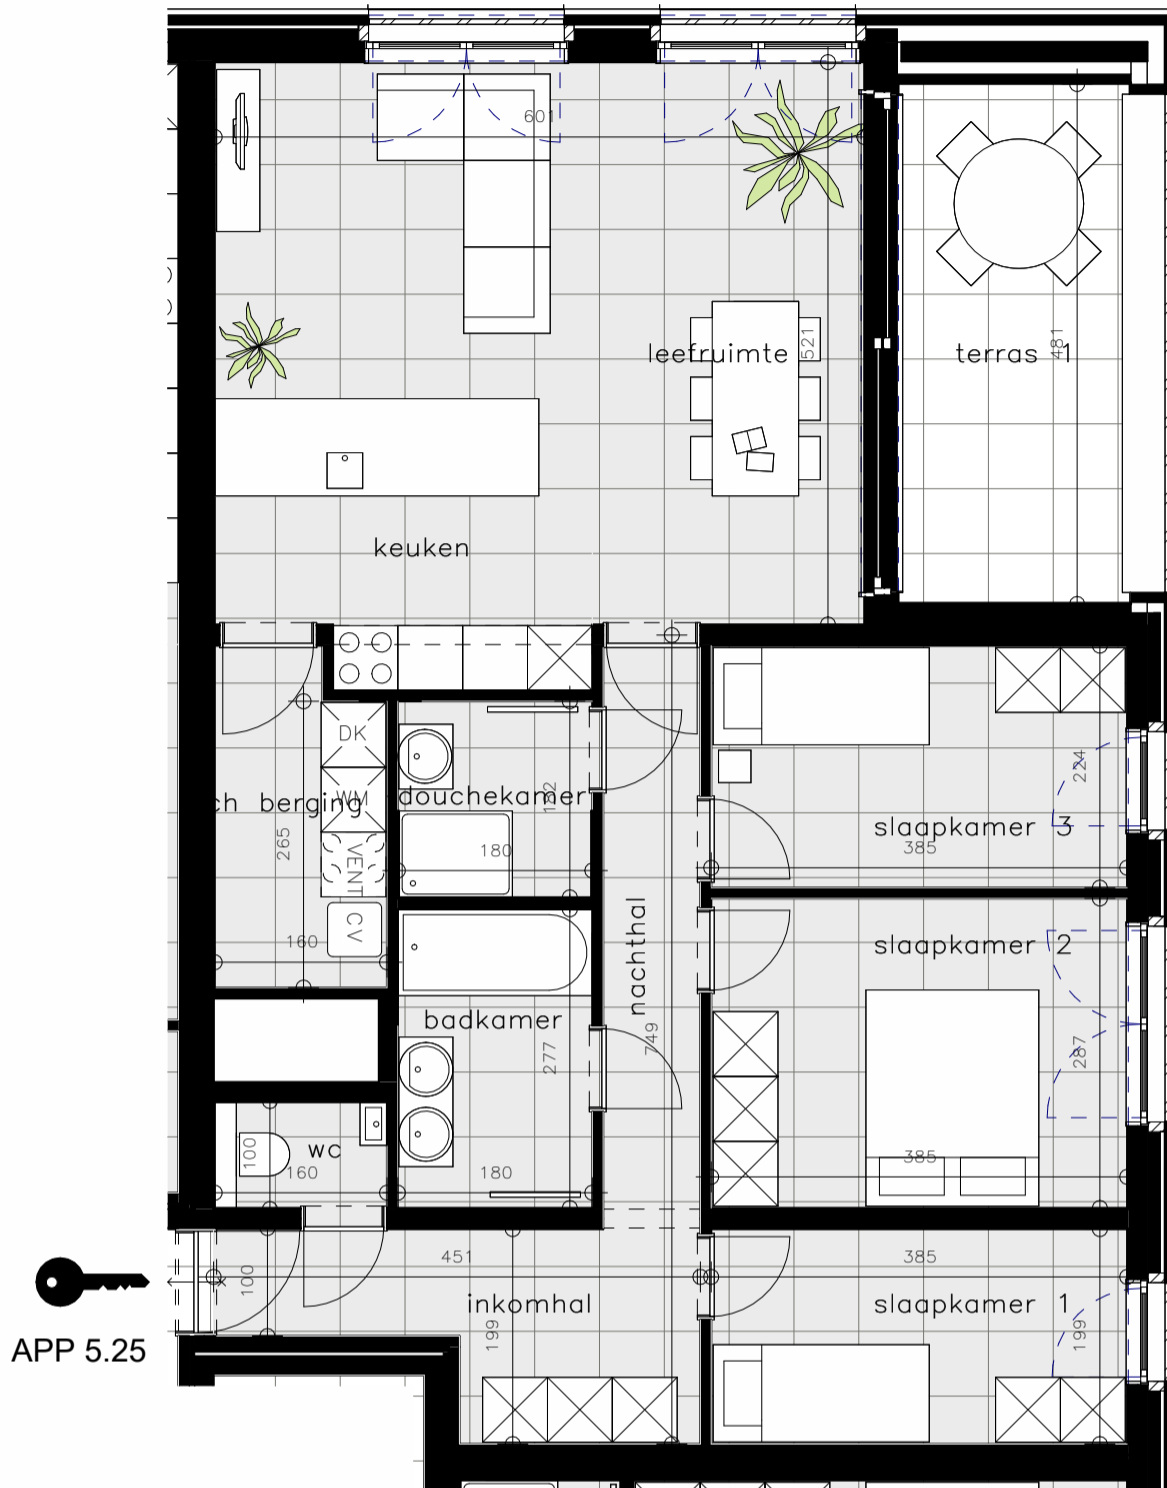 601
leefruimte
521
terras 1
481
keuken
DK
ch berging
WM
douchekamer
182
224
slaapkamer 3
385
265
VENT
180
CV
160
nachthal
slaapkamer 2
badkamer
277
749
287
wc
100
160
180
385
451
385
100
inkomhal
slaapkamer 1
199
199
APP 5.25